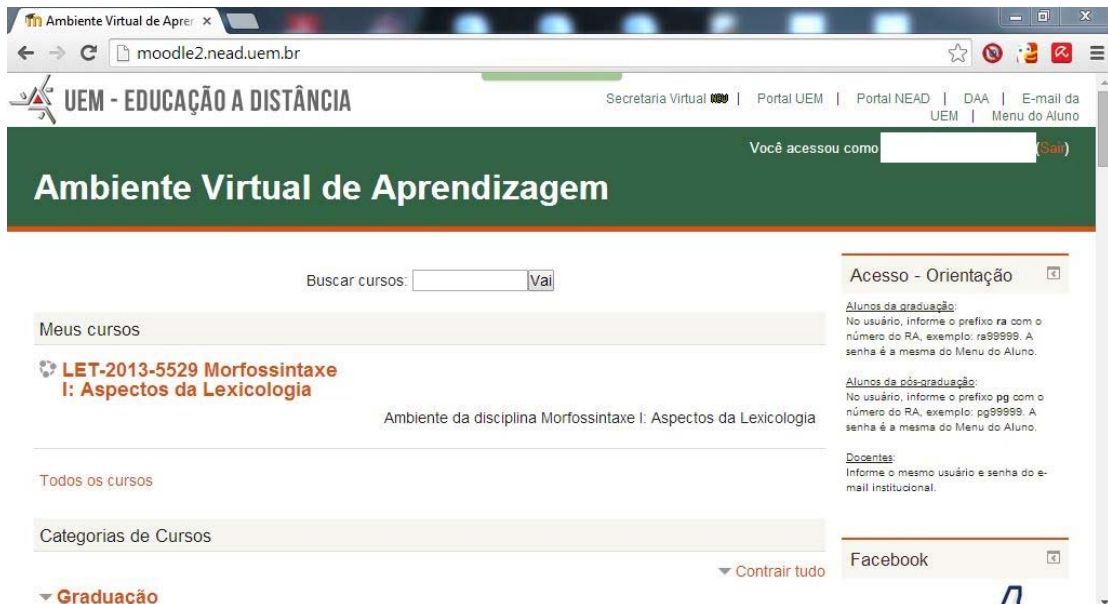 Ambiente Virtual de Apren
moodle2.nead.uem.br
UEM - EDUCAÇÃO A DISTÂNCIA
Secretaria Virtual NEW | Portal UEM | Portal NEAD | DAA | E-mail da
UEM | Menu do Aluno
Você acessou como (Sair)
Ambiente Virtual de Aprendizagem
Buscar cursos: Vai
Meus cursos
LET-2013-5529 Morfossintaxe
I: Aspectos da Lexicologia
Ambiente da disciplina Morfossintaxe I: Aspectos da Lexicologia
Todos os cursos
Categorias de Cursos
Contrair tudo
Graduação
Acesso - Orientação
Alunos da graduação:
No usuário, informe o prefixo ra com o
número do RA, exemplo: ra99999. A
senha é a mesma do Menu do Aluno.
Alunos da pós-graduação:
No usuário, informe o prefixo pg com o
número do RA, exemplo: pg99999. A
senha é a mesma do Menu do Aluno.
Docentes:
Informe o mesmo usuário e senha do e-
mail institucional.
Facebook